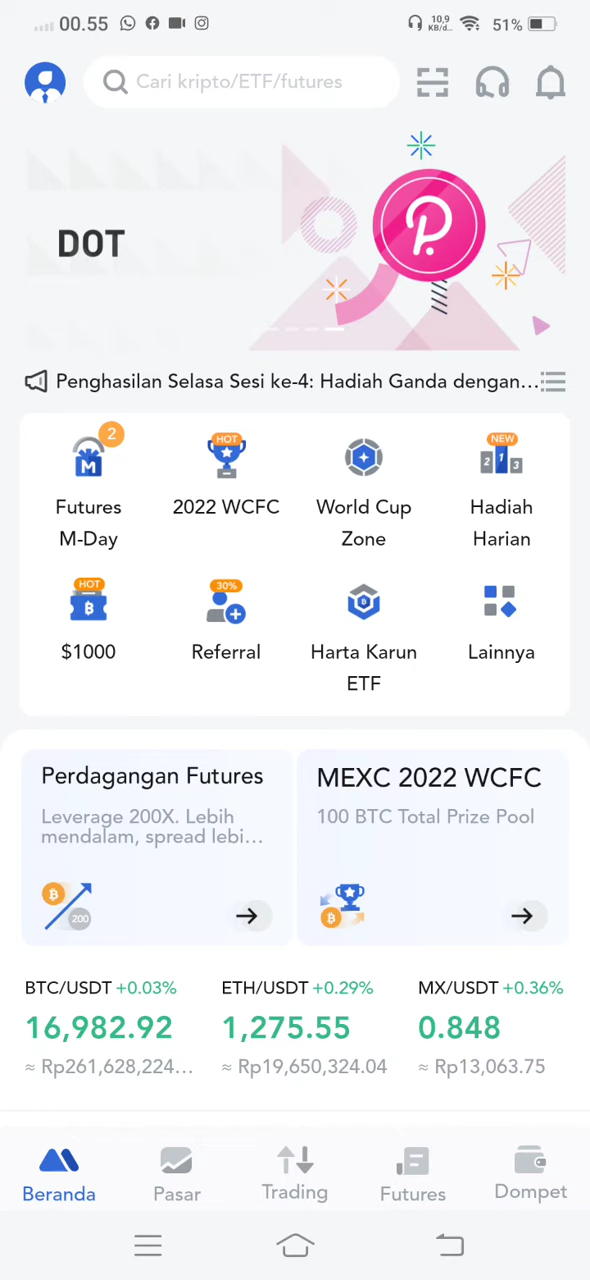 00.55
10,9
KB/d...
51%
Cari kripto/ETF/futures
DOT
Penghasilan Selasa Sesi ke-4: Hadiah Ganda dengan...
2
HOT
NEW
M
2 1 3
Futures
M-Day
2022 WCFC
World Cup
Zone
Hadiah
Harian
HOT
30%
$1000
Referral
Harta Karun
ETF
Lainnya
Perdagangan Futures
Leverage 200X. Lebih
mendalam, spread lebi...
200
MEXC 2022 WCFC
100 BTC Total Prize Pool
BTC/USDT +0.03%
16,982.92
≈ Rp261,628,224...
ETH/USDT +0.29%
1,275.55
≈ Rp19,650,324.04
MX/USDT +0.36%
0.848
≈ Rp13,063.75
Beranda
Pasar
Trading
Futures
Dompet